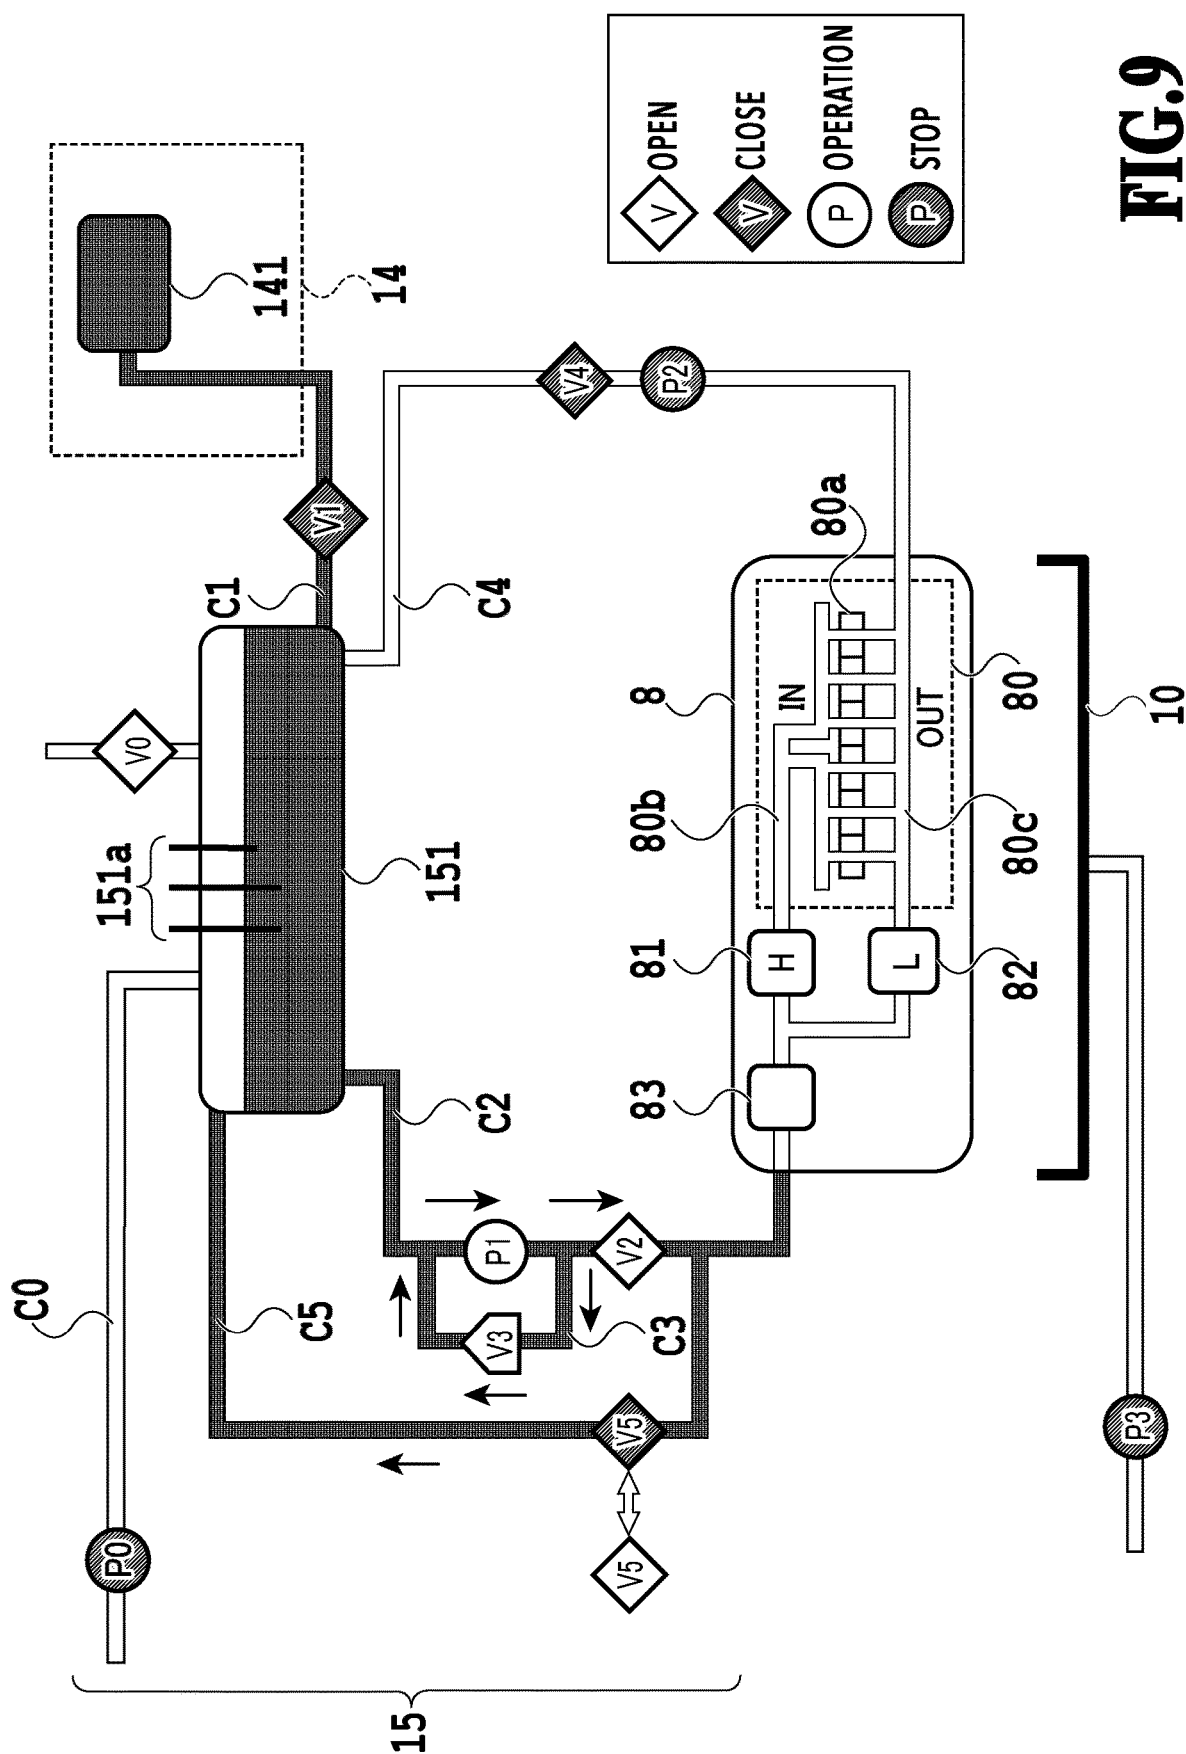 15
P0
C0
C5
V5
V5
V3
C3
P1
V2
C2
151a
V0
151
C1
V1
141
14
C4
V4
P2
83
81
H
82
L
8
80b
80c
IN
OUT
80a
80
10
P3
V OPEN
V CLOSE
P OPERATION
P STOP
FIG.9